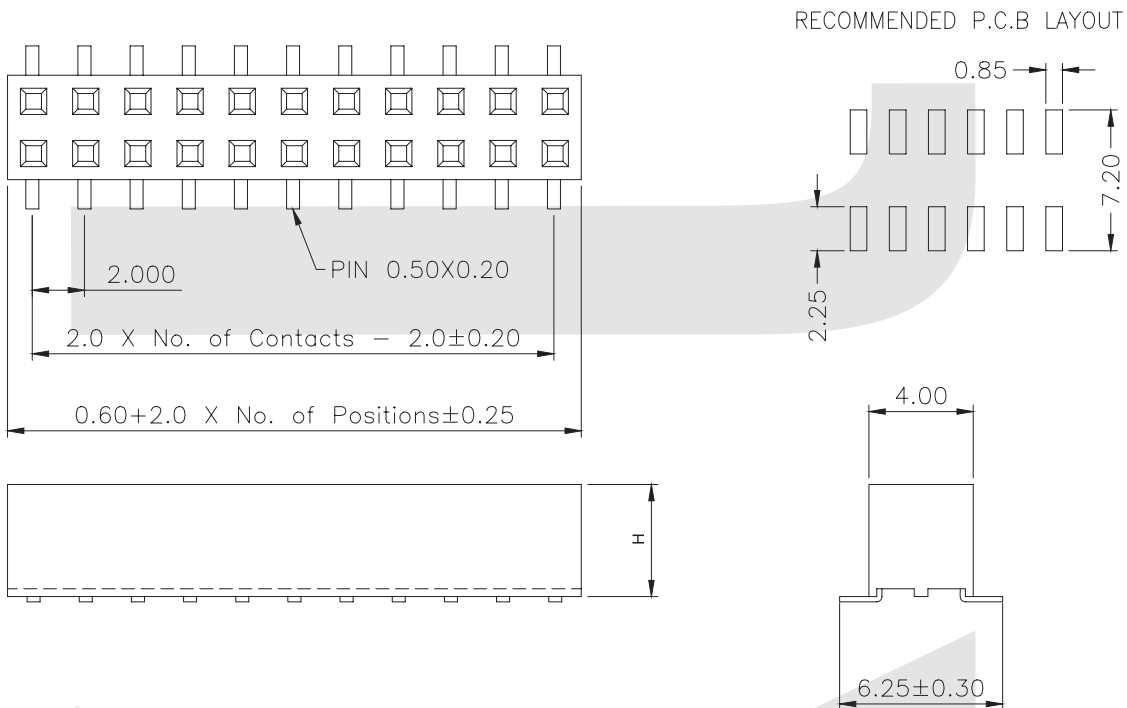 RECOMMENDED P.C.B LAYOUT
0.85
7.20
2.25
PIN 0.50X0.20
2.000
2.0 X No. of Contacts - 2.0±0.20
0.60+2.0 X No. of Positions±0.25
4.00
H
6.25±0.30